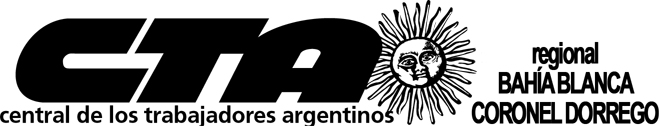 CTA
central de los trabajadores argentinos
regional
BAHÍA BLANCA
CORONEL DORREGO